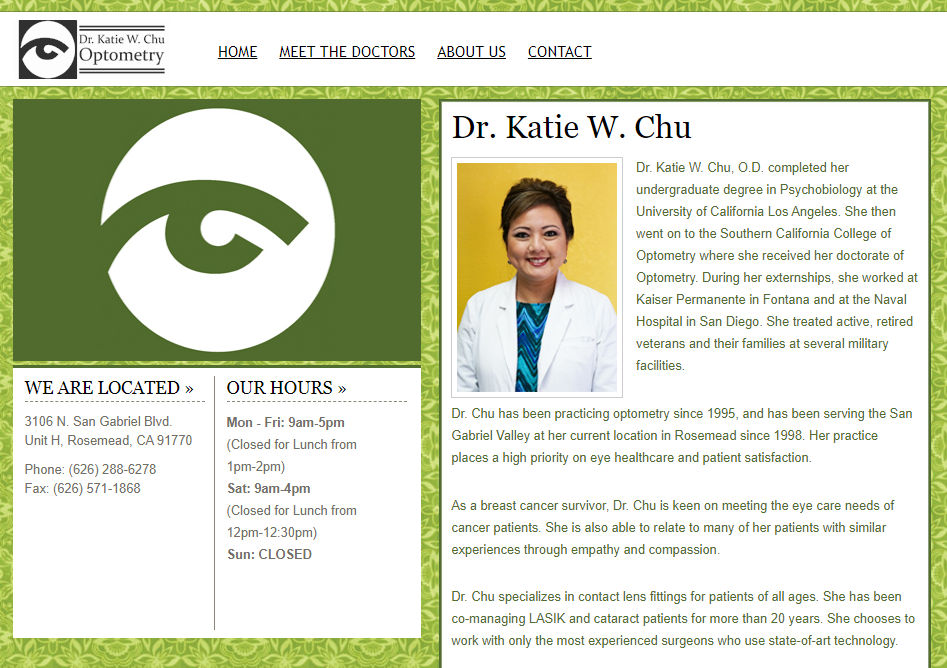 Dr. Katie W. Chu
Optometry
HOME
MEET THE DOCTORS
ABOUT US
CONTACT
WE ARE LOCATED »
3106 N. San Gabriel Blvd.
Unit H, Rosemead, CA 91770
Phone: (626) 288-6278
Fax: (626) 571-1868
OUR HOURS »
Mon - Fri: 9am-5pm
(Closed for Lunch from
1pm-2pm)
Sat: 9am-4pm
(Closed for Lunch from
12pm-12:30pm)
Sun: CLOSED
Dr. Katie W. Chu
Dr. Katie W. Chu, O.D. completed her
undergraduate degree in Psychobiology at the
University of California Los Angeles. She then
went on to the Southern California College of
Optometry where she received her doctorate of
Optometry. During her externships, she worked at
Kaiser Permanente in Fontana and at the Naval
Hospital in San Diego. She treated active, retired
veterans and their families at several military
facilities.
Dr. Chu has been practicing optometry since 1995, and has been serving the San
Gabriel Valley at her current location in Rosemead since 1998. Her practice
places a high priority on eye healthcare and patient satisfaction.
As a breast cancer survivor, Dr. Chu is keen on meeting the eye care needs of
cancer patients. She is also able to relate to many of her patients with similar
experiences through empathy and compassion.
Dr. Chu specializes in contact lens fittings for patients of all ages. She has been
co-managing LASIK and cataract patients for more than 20 years. She chooses to
work with only the most experienced surgeons who use state-of-art technology.